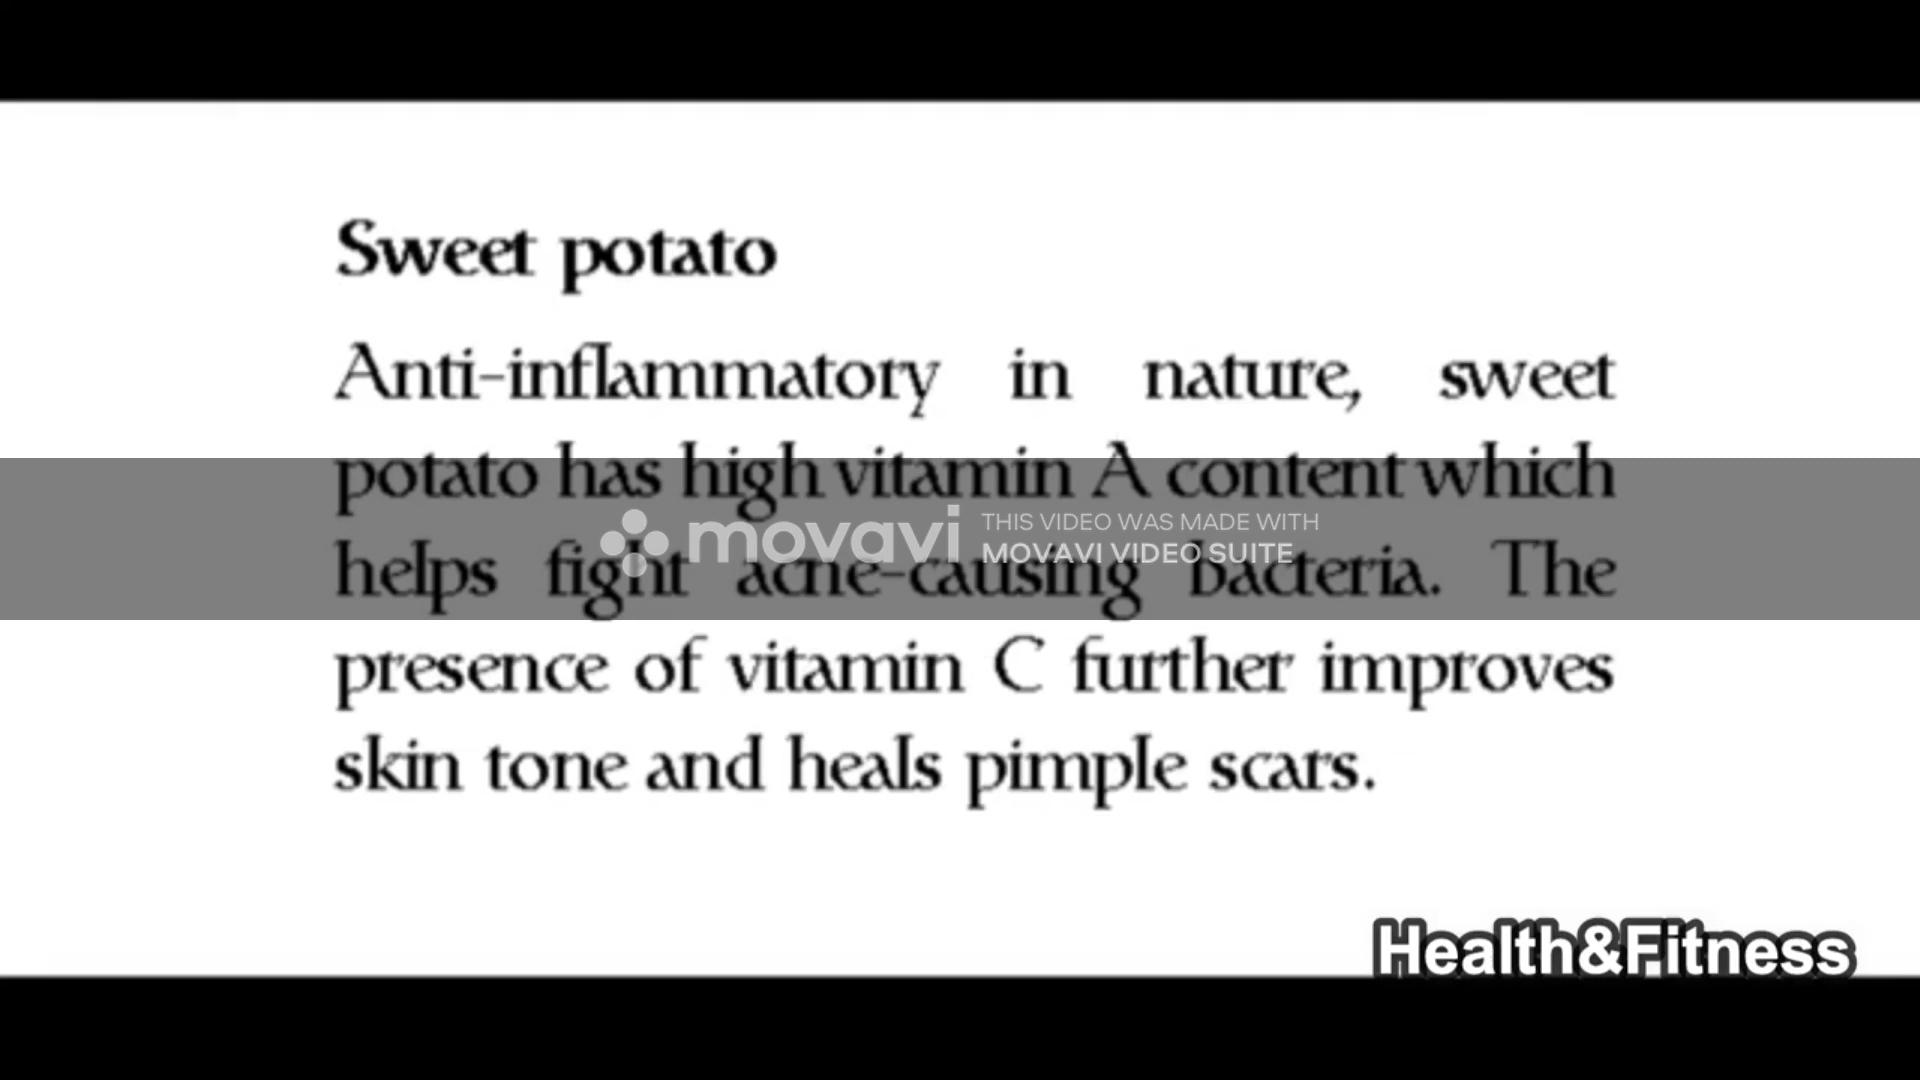 Sweet potato
Anti-inflammatory in nature, sweet
potato has high vitamin A content which
helps fight acne-causing bacteria. The
presence of vitamin C further improves
skin tone and heals pimple scars.
movavi
THIS VIDEO WAS MADE WITH
MOVAVI VIDEO SUITE
Health&Fitness